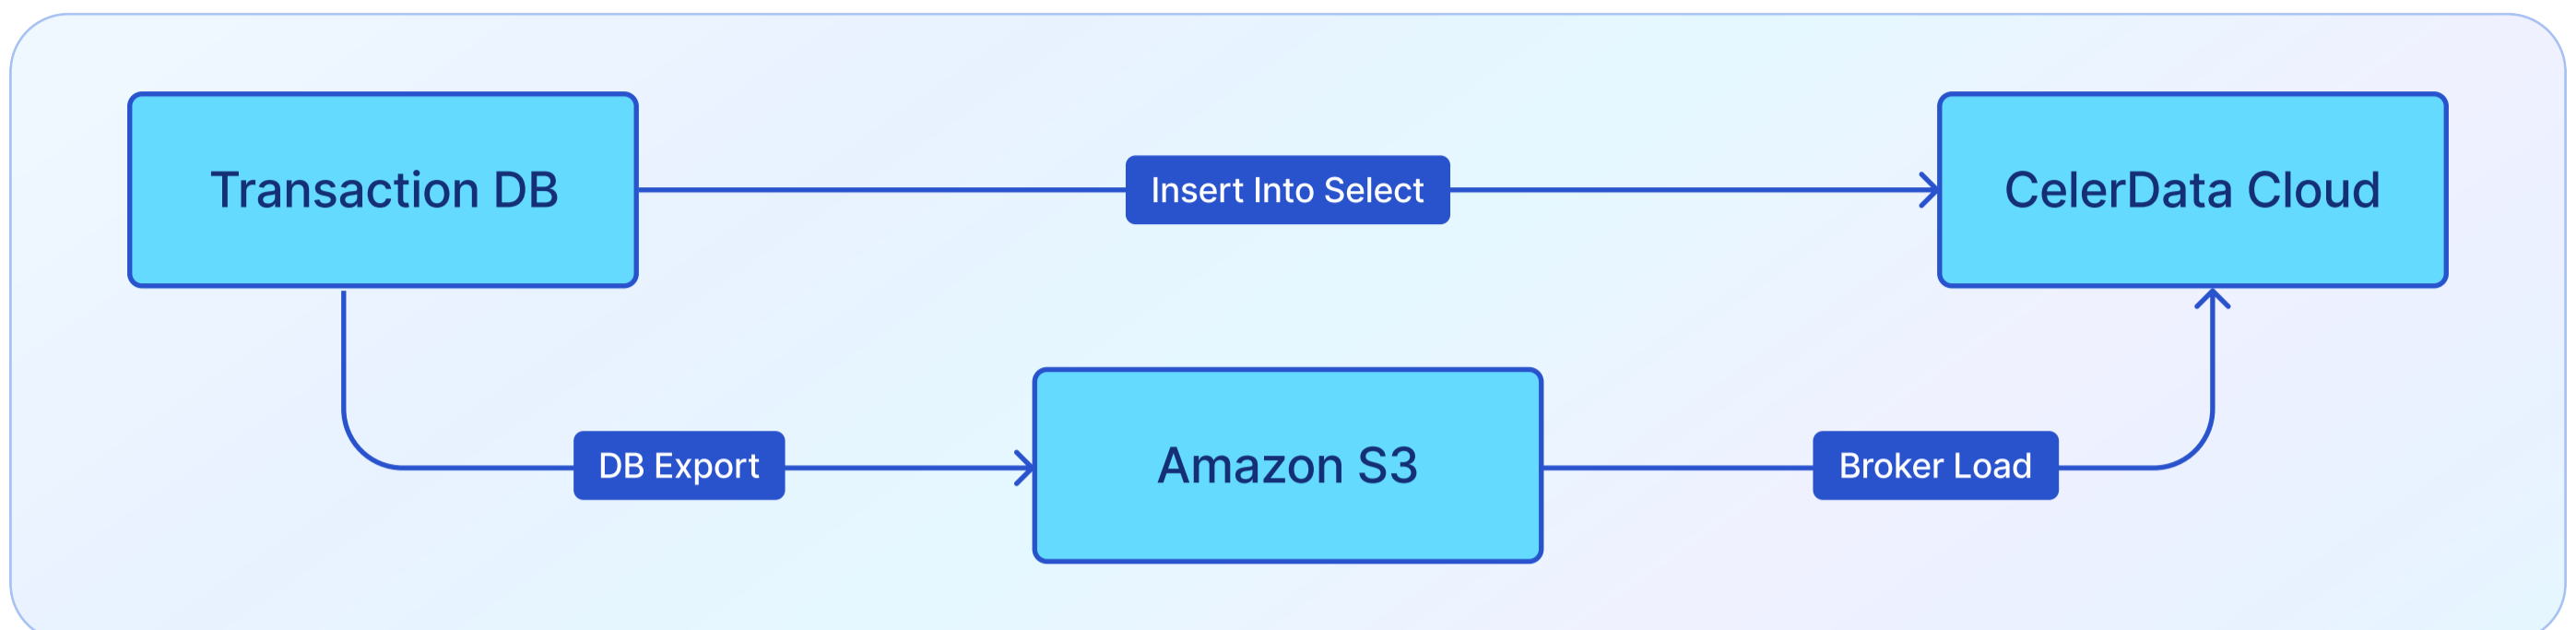 Transaction DB
Insert Into Select
CelerData Cloud
DB Export
Amazon S3
Broker Load